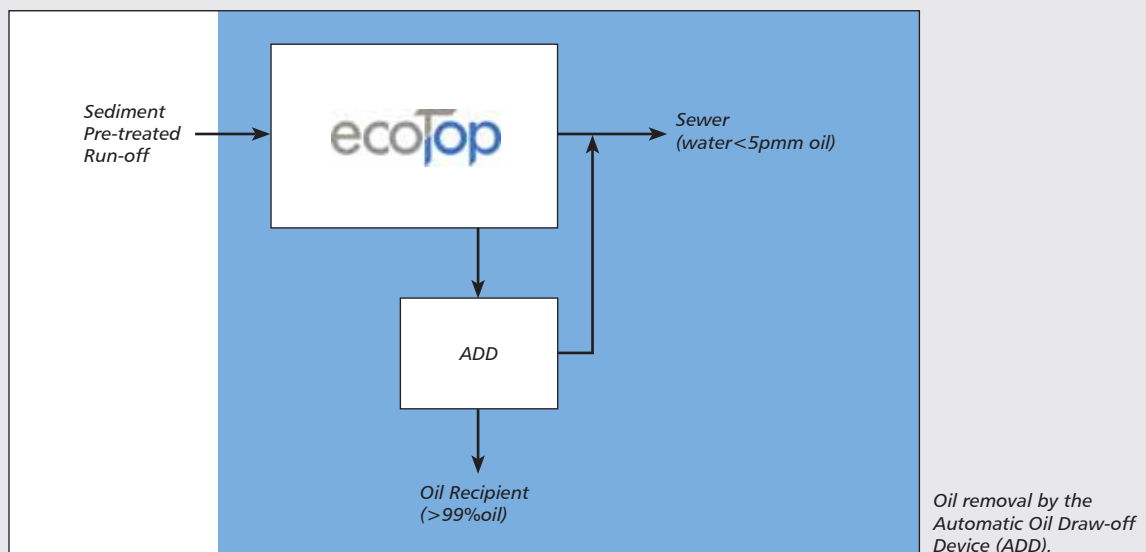 Sediment
Pre-treated
Run-off
ecoTop
Sewer
(water<5pmm oil)
ADD
Oil Recipient
(>99%oil)
Oil removal by the
Automatic Oil Draw-off
Device (ADD).